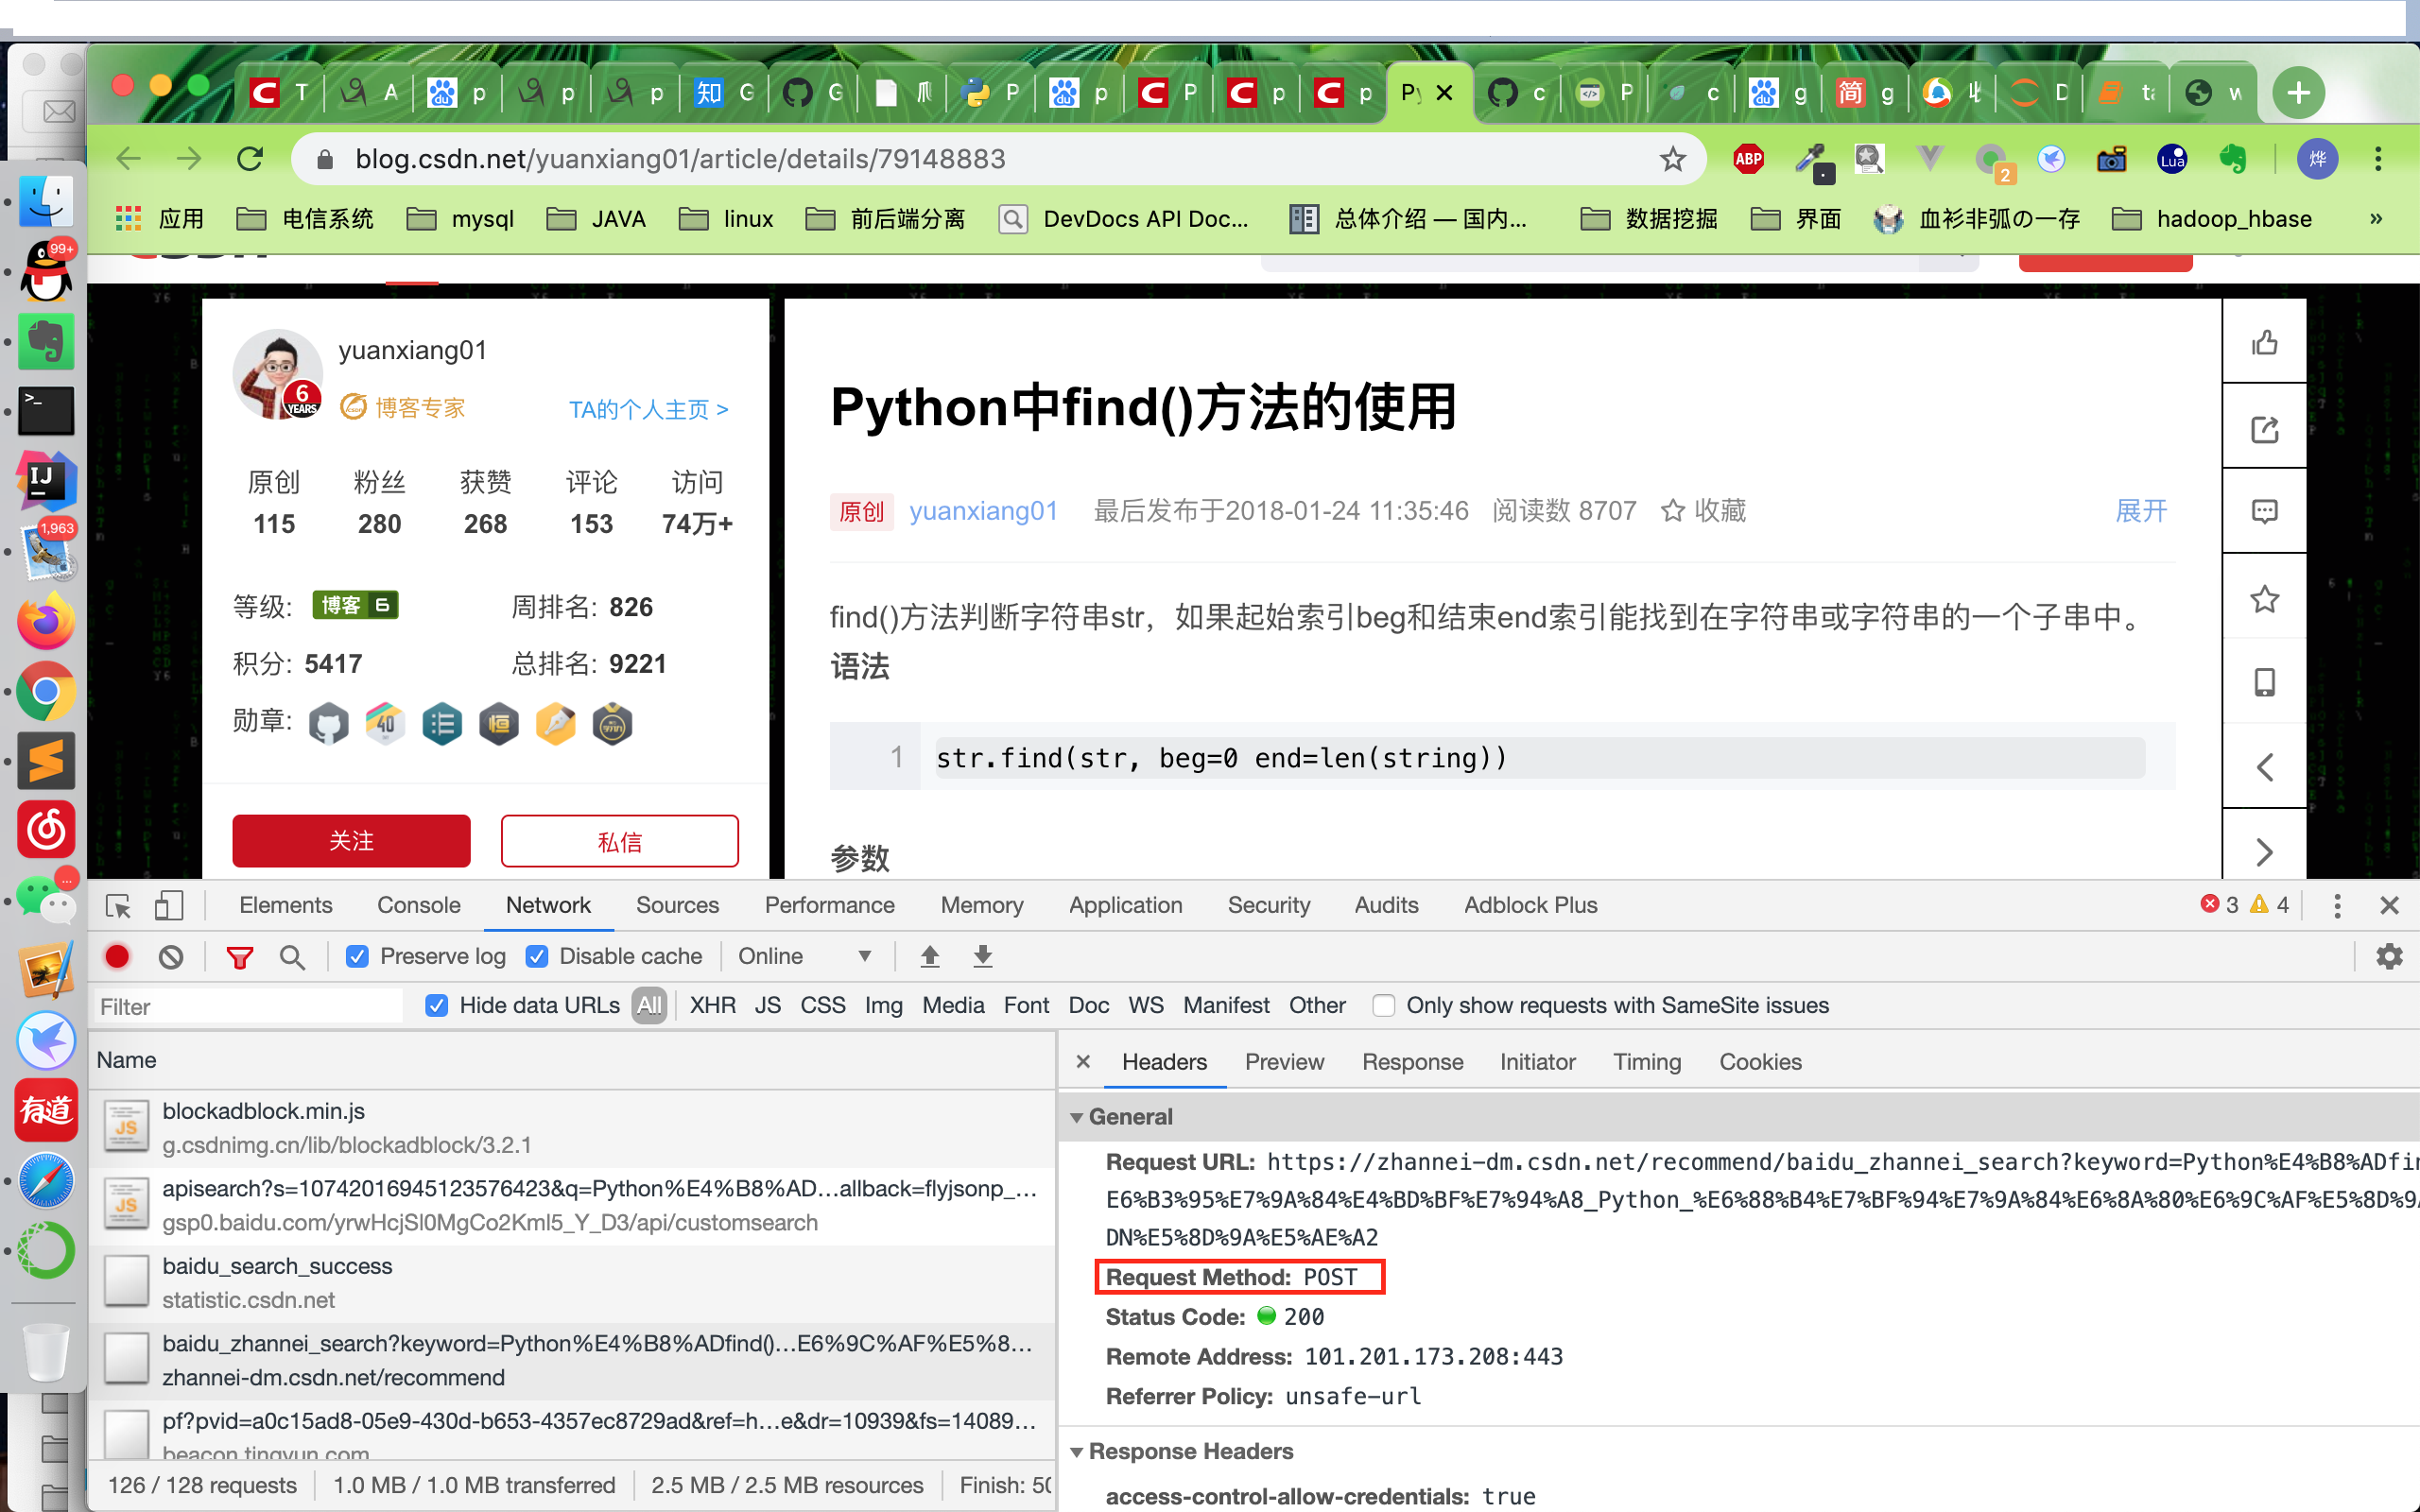 T A p p p 知 G G P p P p p Py c P c g 简 g D w
blog.csdn.net/yuanxiang01/article/details/79148883
ABP 2 Lua 烨
应用 电信系统 mysql JAVA linux 前后端分离 DevDocs API Doc... 总体介绍 — 国内... 数据挖掘 界面 血衫非弧の一存 hadoop_hbase »
99+
1,963
有道
yuanxiang01
6 YEARS
博客专家 TA的个人主页 >
原创 粉丝 获赞 评论 访问
115 280 268 153 74万+
等级: 博客 6 周排名: 826
积分: 5417 总排名: 9221
勋章:
关注 私信
Python中find()方法的使用
原创 yuanxiang01 最后发布于2018-01-24 11:35:46 阅读数 8707 收藏 展开
find()方法判断字符串str，如果起始索引beg和结束end索引能找到在字符串或字符串的一个子串中。
语法
1 str.find(str, beg=0 end=len(string))
参数
Elements Console Network Sources Performance Memory Application Security Audits Adblock Plus 3 4
Preserve log Disable cache Online
Filter Hide data URLs All XHR JS CSS Img Media Font Doc WS Manifest Other Only show requests with SameSite issues
Name
blockadblock.min.js
g.csdnimg.cn/lib/blockadblock/3.2.1
apisearch?s=10742016945123576423&q=Python%E4%B8%AD...allback=flyjsonp_...
gsp0.baidu.com/yrwHcjSl0MgCo2Kml5_Y_D3/api/customsearch
baidu_search_success
statistic.csdn.net
baidu_zhannei_search?keyword=Python%E4%B8%ADfind()...E6%9C%AF%E5%8...
zhannei-dm.csdn.net/recommend
pf?pvid=a0c15ad8-05e9-430d-b653-4357ec8729ad&ref=h...e&dr=10939&fs=14089...
beacon.tingyun.com
126 / 128 requests 1.0 MB / 1.0 MB transferred 2.5 MB / 2.5 MB resources Finish: 50
Headers Preview Response Initiator Timing Cookies
General
Request URL: https://zhannei-dm.csdn.net/recommend/baidu_zhannei_search?keyword=Python%E4%B8%ADfin
E6%B3%95%E7%9A%84%E4%BD%BF%E7%94%A8_Python_%E6%88%B4%E7%BF%94%E7%9A%84%E6%8A%80%E6%9C%AF%E5%8D%9A
DN%E5%8D%9A%E5%AE%A2
Request Method: POST
Status Code: 200
Remote Address: 101.201.173.208:443
Referrer Policy: unsafe-url
Response Headers
access-control-allow-credentials: true